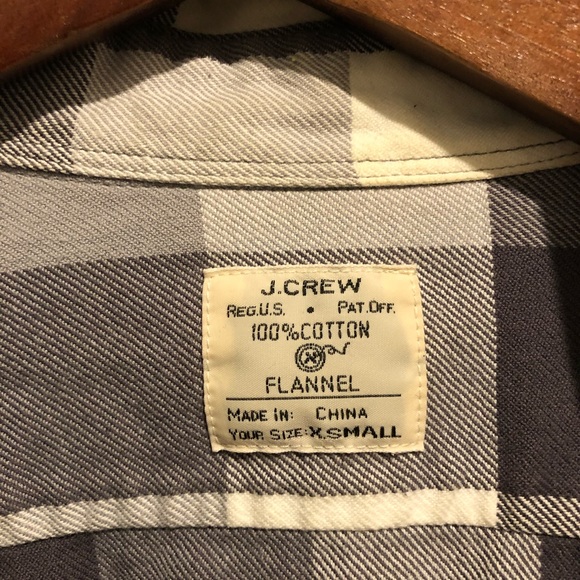 J.CREW
REG.U.S. • PAT.OFF.
100%COTTON
FLANNEL
MADE IN: CHINA
YOUR SIZE:X.SMALL